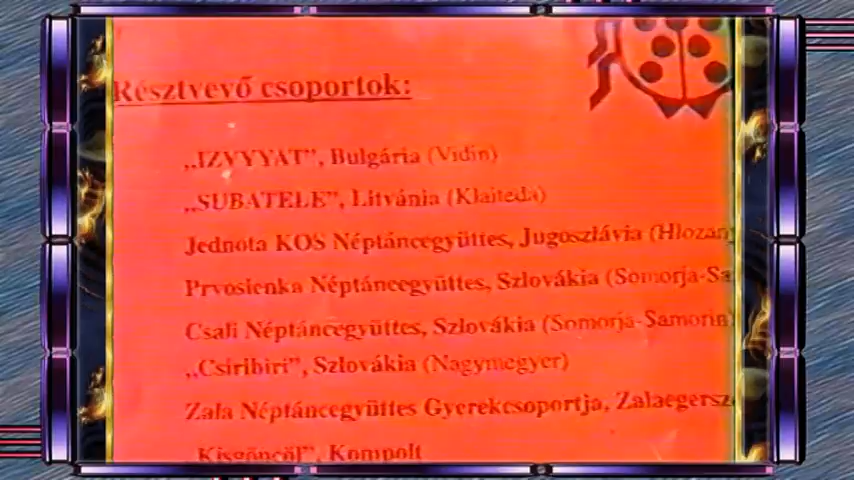 Résztvevő csoportok:
„IZVYYAT”, Bulgária (Vidin)
„SUBATELE”, Litvánia (Klaiteda)
Jednota KOS Néptáncegyüttes, Jugoszlávia (Hlozan
Prvosienka Néptáncegyüttes, Szlovákia (Somorja-Sa
Csali Néptáncegyüttes, Szlovákia (Somorja-Samorin)
„Csiribiri”, Szlovákia (Nagymegyer)
Zala Néptáncegyüttes Gyerekcsoportja, Zalaegersz
„Kisgöncöl”, Kompolt